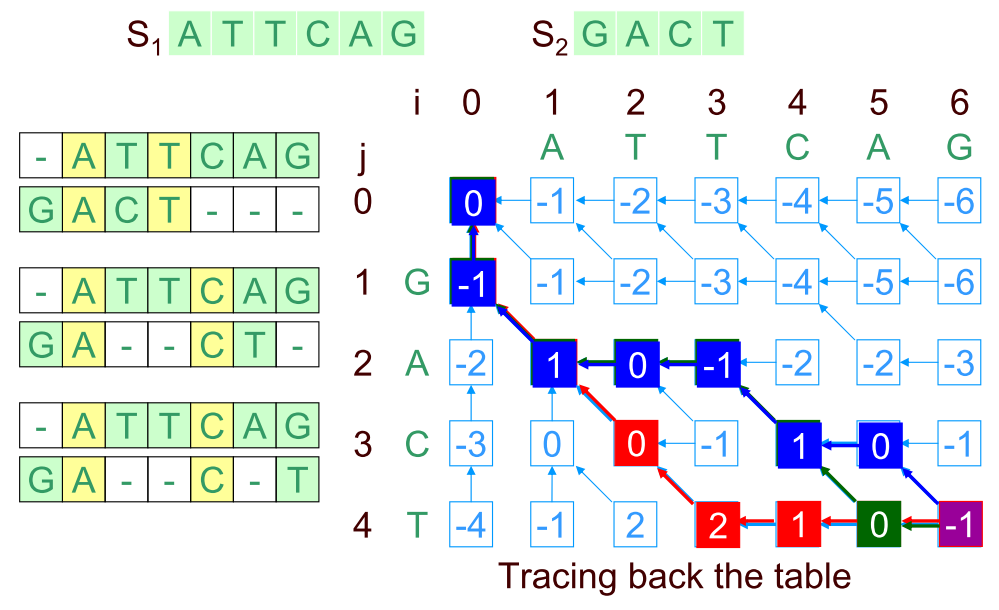 S1 A T T C A G S2 G A C T
i 0 1 2 3 4 5 6
A T T C A G
j
0 0 -1 -2 -3 -4 -5 -6
1 G -1 -1 -2 -3 -4 -5 -6
2 A -2 1 0 -1 -2 -2 -3
3 C -3 0 0 -1 1 0 -1
4 T -4 -1 2 2 1 0 -1
- A T T C A G
G A C T - - -
- A T T C A G
G A - - C T -
- A T T C A G
G A - - C - T
Tracing back the table